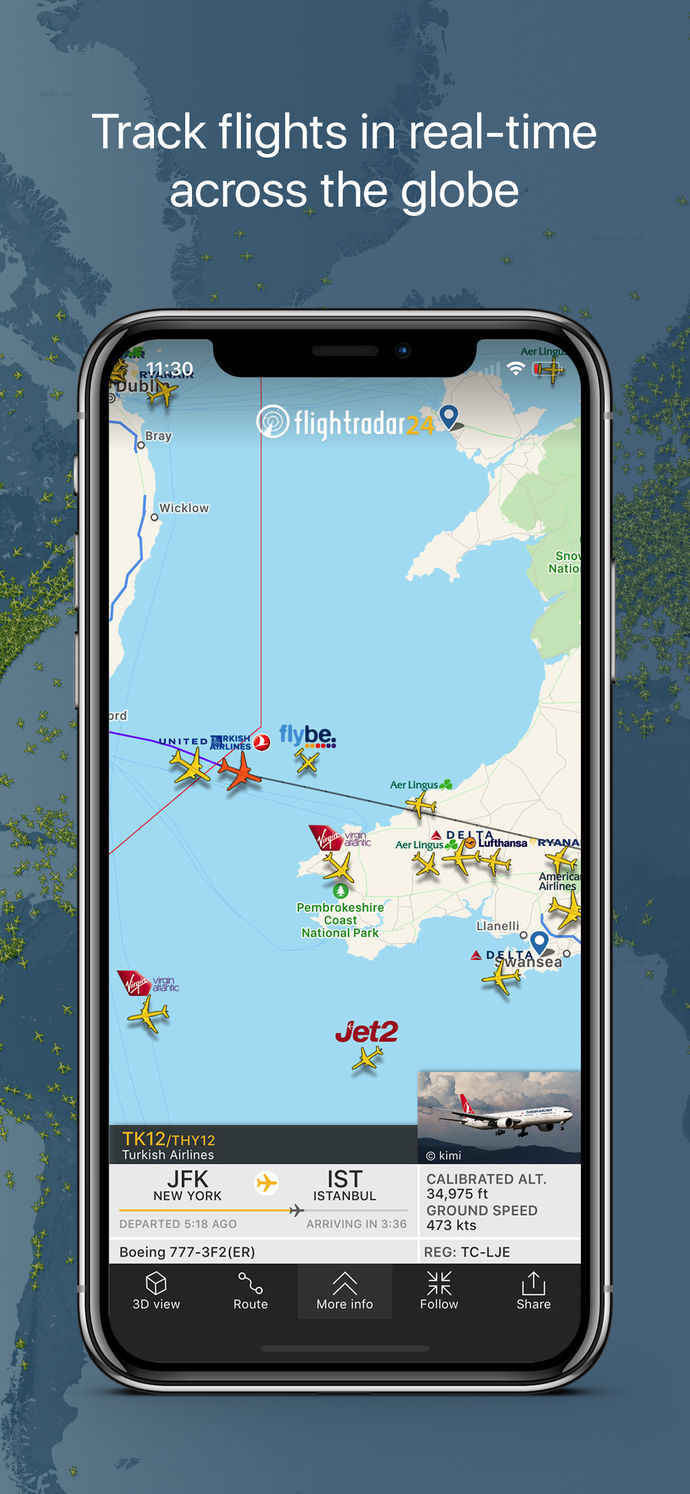 Track flights in real-time
across the globe
11:30
Aer Lingus
RYANAIR
Dublin
flightradar24
Bray
Wicklow
UNITED
TURKISH
AIRLINES
flybe.
Aer Lingus
Virgin
virgin
atlantic
DELTA
Aer Lingus
Lufthansa
RYANA
American
Airlines
Pembrokeshire
Coast
National Park
Llanelli
DELTA
Swansea
Virgin
virgin
atlantic
Jet2
TK12/THY12
Turkish Airlines
© kimi
JFK
NEW YORK
IST
ISTANBUL
DEPARTED 5:18 AGO
ARRIVING IN 3:36
CALIBRATED ALT.
34,975 ft
GROUND SPEED
473 kts
Boeing 777-3F2(ER)
REG: TC-LJE
3D view
Route
More info
Follow
Share